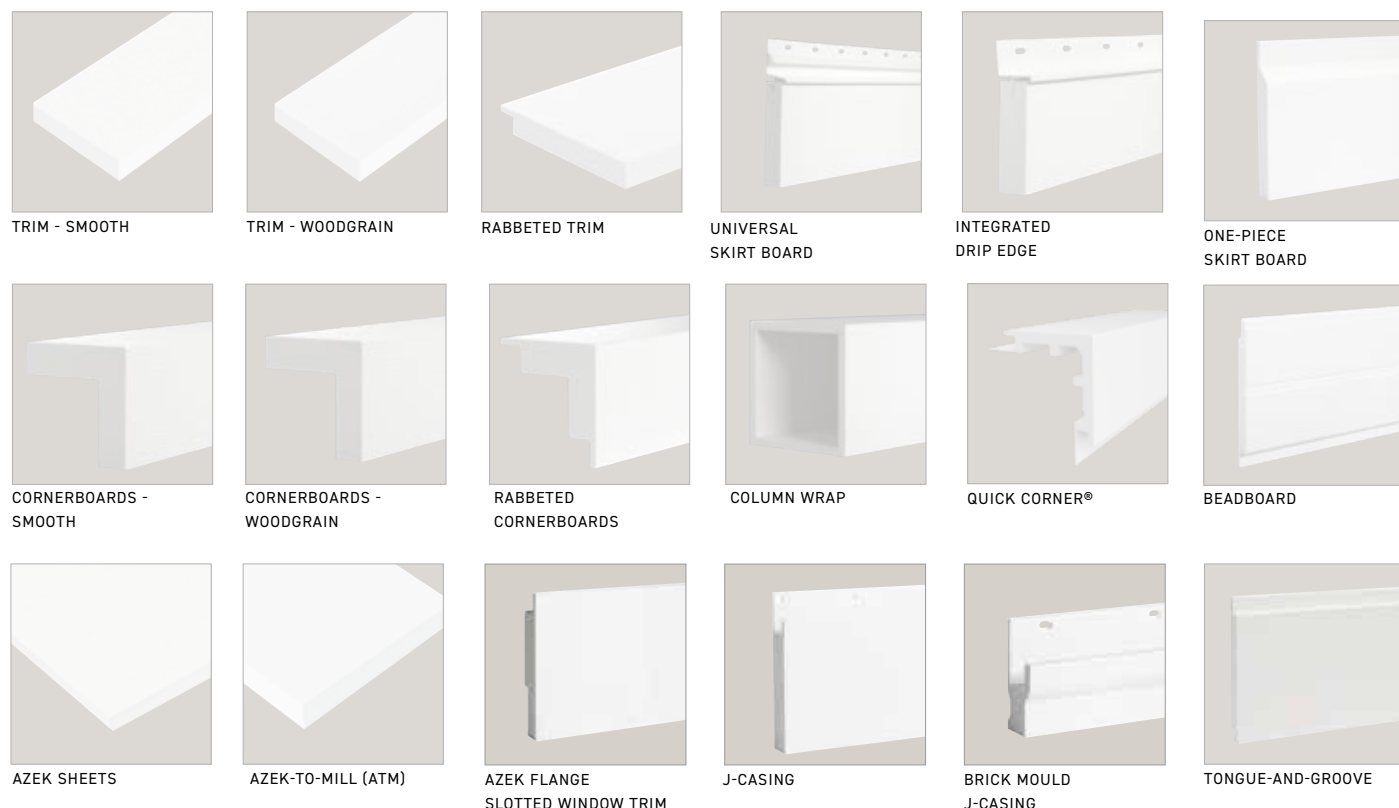 TRIM - SMOOTH
TRIM - WOODGRAIN
RABBETED TRIM
UNIVERSAL
SKIRT BOARD
INTEGRATED
DRIP EDGE
ONE-PIECE
SKIRT BOARD
CORNERBOARDS -
SMOOTH
CORNERBOARDS -
WOODGRAIN
RABBETED
CORNERBOARDS
COLUMN WRAP
QUICK CORNER®
BEADBOARD
AZEK SHEETS
AZEK-TO-MILL (ATM)
AZEK FLANGE
SLOTTED WINDOW TRIM
J-CASING
BRICK MOULD
J-CASING
TONGUE-AND-GROOVE